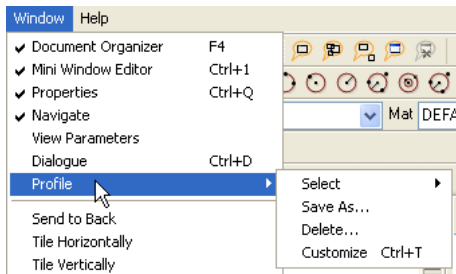 Window Help
Document Organizer F4
Mini Window Editor Ctrl+1
Properties Ctrl+Q
Navigate
Mat DEFA
View Parameters
Dialogue Ctrl+D
Profile
Select
Save As...
Delete...
Customize Ctrl+T
Send to Back
Tile Horizontally
Tile Vertically